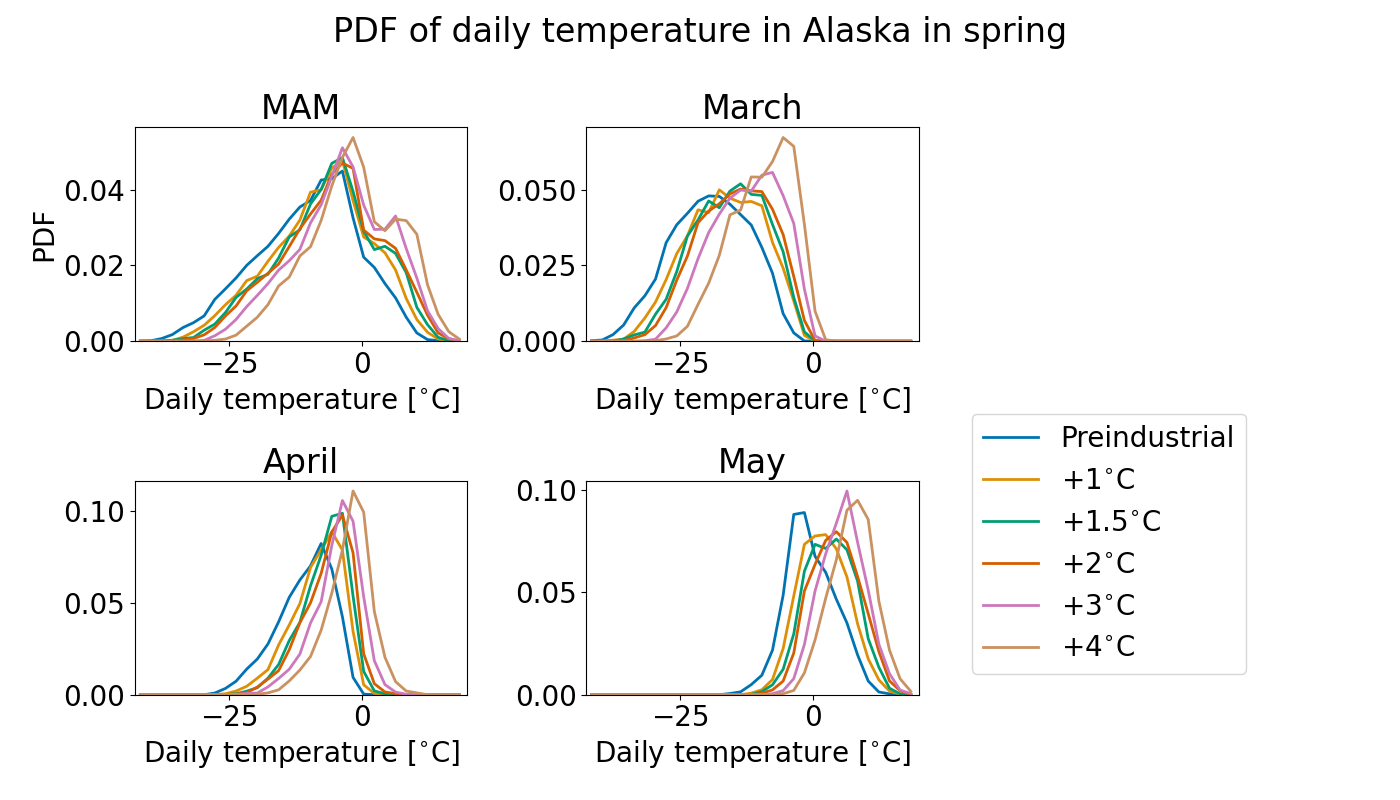 PDF of daily temperature in Alaska in spring
MAM
March
PDF
0.04
0.02
0.00
−25
0
Daily temperature [°C]
0.050
0.025
0.000
−25
0
Daily temperature [°C]
April
May
0.10
0.05
0.00
−25
0
Daily temperature [°C]
0.10
0.05
0.00
−25
0
Daily temperature [°C]
Preindustrial
+1°C
+1.5°C
+2°C
+3°C
+4°C